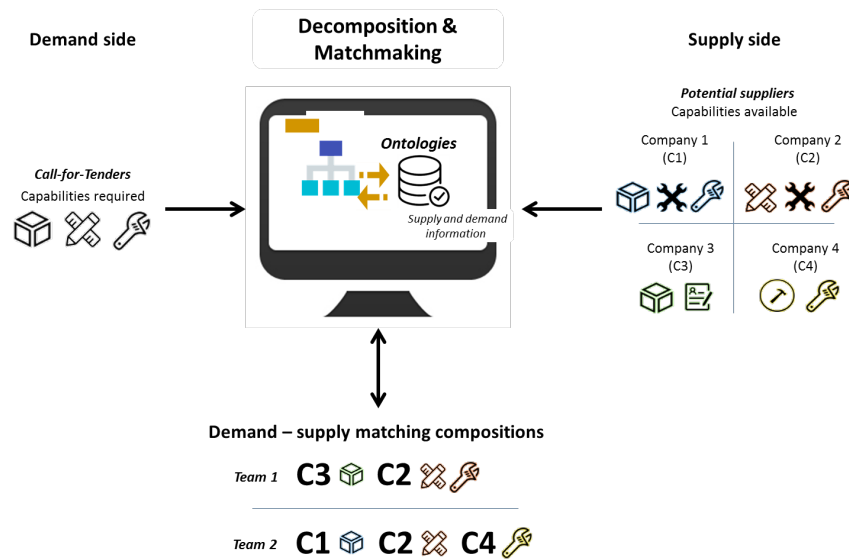 Demand side
Decomposition &
Matchmaking
Supply side
Potential suppliers
Capabilities available
Call-for-Tenders
Capabilities required
Ontologies
Supply and demand
information
Company 1
(C1)
Company 2
(C2)
Company 3
(C3)
Company 4
(C4)
Demand – supply matching compositions
Team 1 C3 C2
Team 2 C1 C2 C4